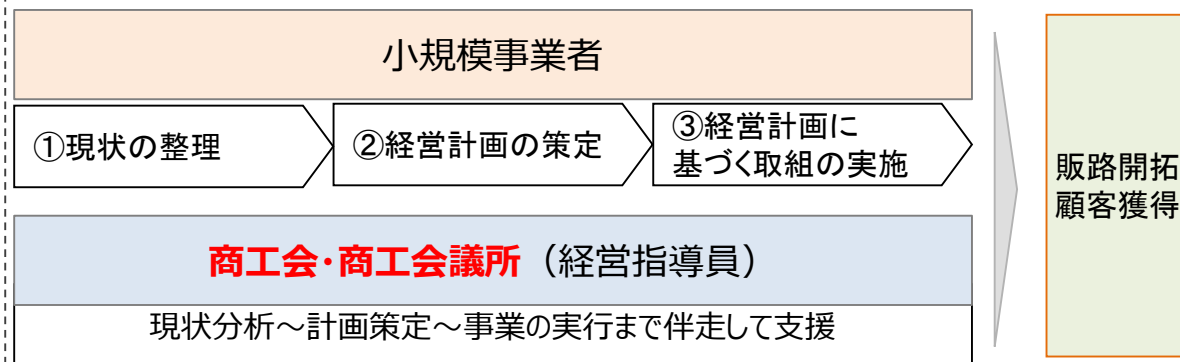 小規模事業者
①現状の整理
②経営計画の策定
③経営計画に
基づく取組の実施
販路開拓
顧客獲得
商工会・商工会議所（経営指導員）
現状分析～計画策定～事業の実行まで伴走して支援